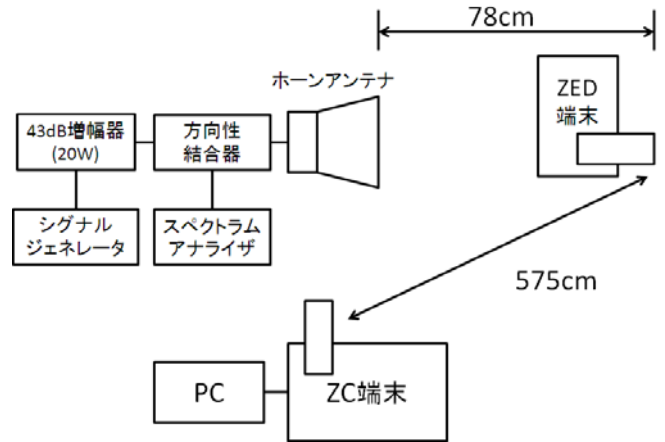 78cm
ホーンアンテナ
ZED
端末
43dB増幅器
(20W)
方向性
結合器
シグナル
ジェネレータ
スペクトラム
アナライザ
575cm
PC
ZC端末